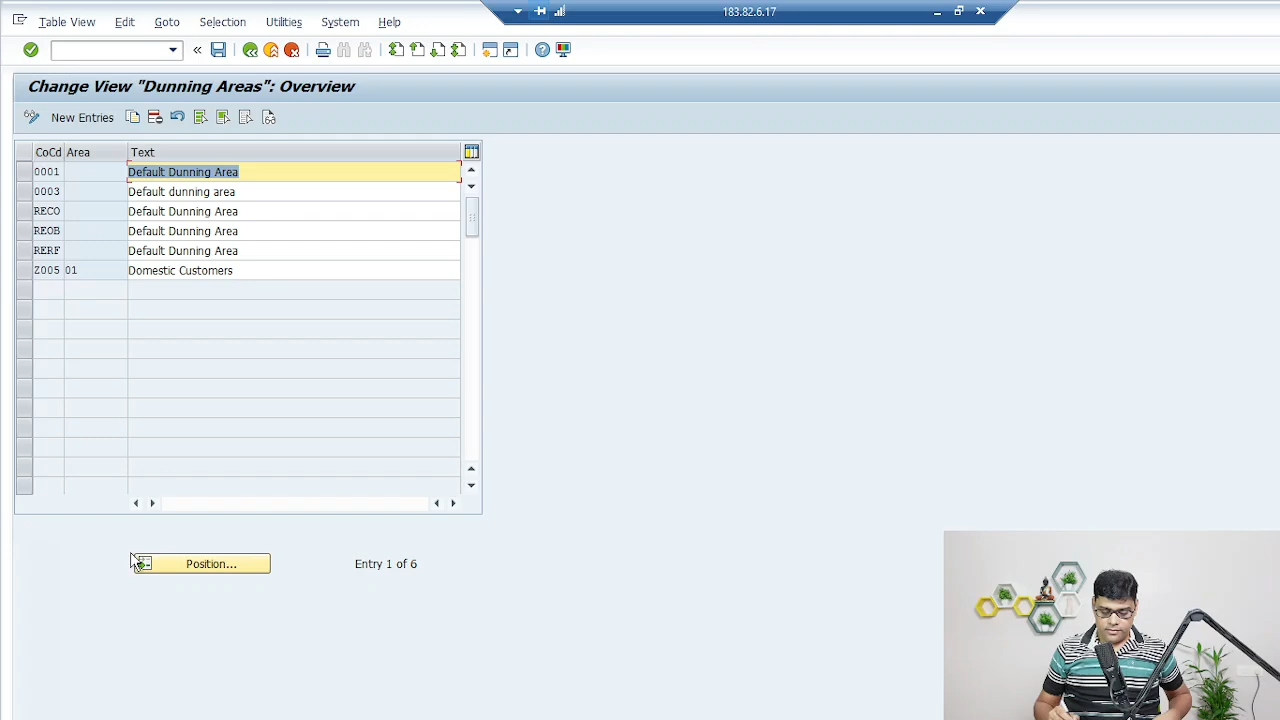 183.82.6.17
Table View Edit Goto Selection Utilities System Help
Change View "Dunning Areas": Overview
New Entries
CoCd Area Text
0001 Default Dunning Area
0003 Default dunning area
RECO Default Dunning Area
REOB Default Dunning Area
RERF Default Dunning Area
Z005 01 Domestic Customers
Position... Entry 1 of 6